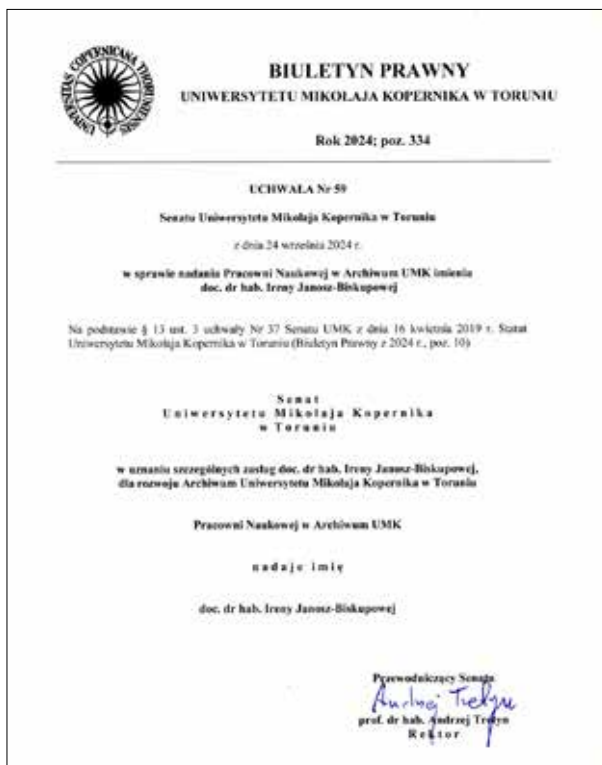 UNIVERSITAS COPERNICANA THORUNIENSIS
BIULETYN PRAWNY
UNIWERSYTETU MIKOŁAJA KOPERNIKA W TORUNIU
Rok 2024; poz. 334
UCHWAŁA Nr 59
Senatu Uniwersytetu Mikołaja Kopernika w Toruniu
z dnia 24 września 2024 r.
w sprawie nadania Pracowni Naukowej w Archiwum UMK imienia
doc. dr hab. Ireny Janosz-Biskupowej
Na podstawie § 13 ust. 3 uchwały Nr 37 Senatu UMK z dnia 16 kwietnia 2019 r. Statut
Uniwersytetu Mikołaja Kopernika w Toruniu (Biuletyn Prawny z 2024 r., poz. 10)
Senat
Uniwersytetu Mikołaja Kopernika
w Toruniu
w uznaniu szczególnych zasług doc. dr hab. Ireny Janosz-Biskupowej,
dla rozwoju Archiwum Uniwersytetu Mikołaja Kopernika w Toruniu
Pracowni Naukowej w Archiwum UMK
nadaje imię
doc. dr hab. Ireny Janosz-Biskupowej
Przewodniczący Senatu
Andrzej Tretyn
prof. dr hab. Andrzej Tretyn
Rektor